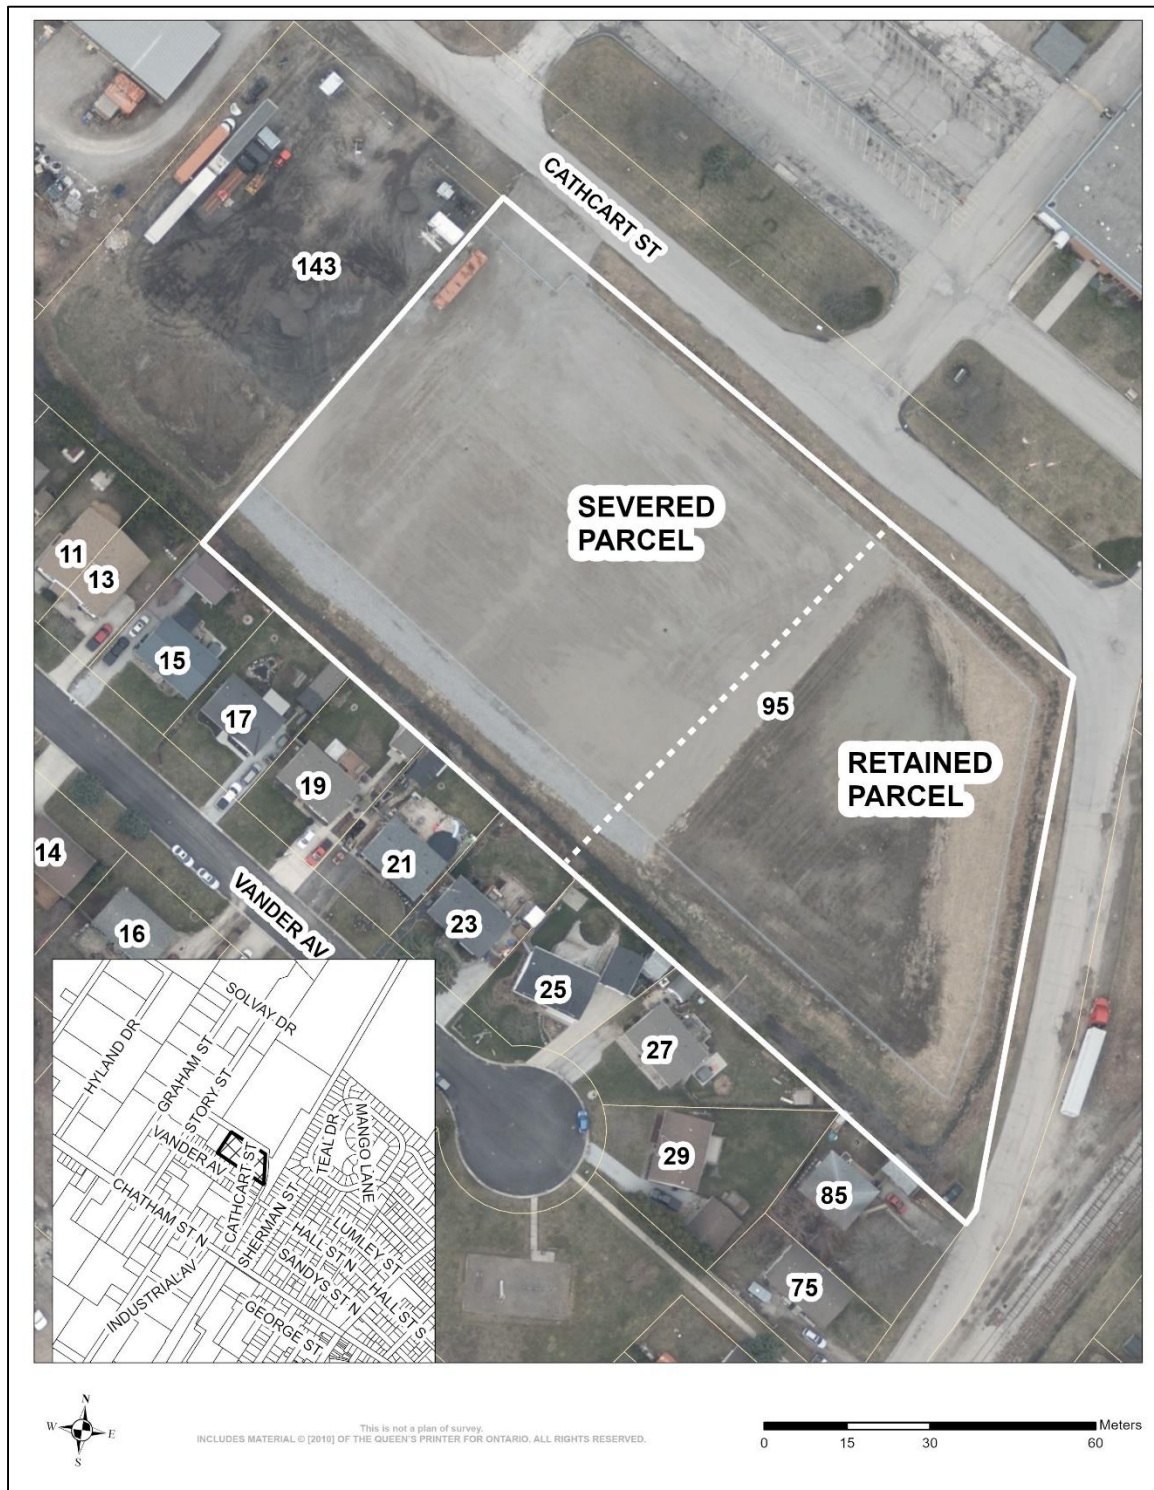 CATHCART ST
143
SEVERED
PARCEL
11
13
15
17
95
RETAINED
PARCEL
19
14
21
VANDER AV
23
16
25
27
29
85
75
SOLVAY DR
HYLAND DR
GRAHAM ST
STORY ST
VANDER AV
CATHCART ST
TEAL DR
MANGO LANE
CHATHAM ST N
SHERMAN ST
LUMLEY ST
HALL ST N
SANDYS ST N
HALL ST S
INDUSTRIAL AV
GEORGE ST
N
W
E
S
This is not a plan of survey.
INCLUDES MATERIAL © [2010] OF THE QUEEN'S PRINTER FOR ONTARIO. ALL RIGHTS RESERVED.
Meters
0 15 30 60